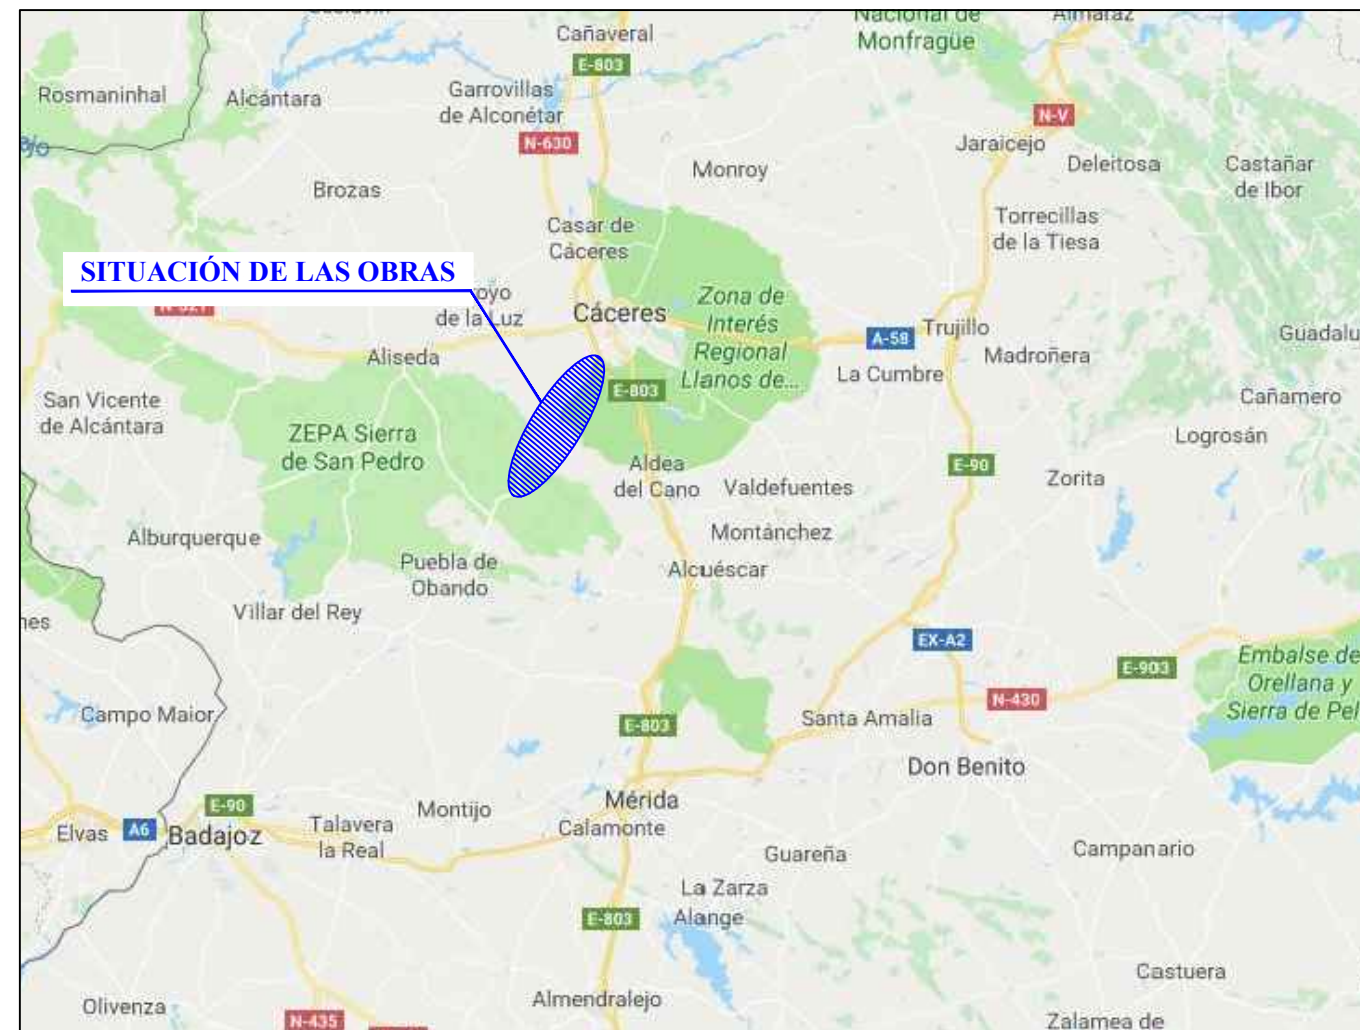 Nacional de
Monfragüe
Almaraz
Cañaveral
E-803
Rosmaninhal
Alcántara
Garrovillas
de Alconétar
N-630
N-V
Jaraicejo
Deleitosa
Castañar
de Ibor
Monroy
Brozas
Casar de
Cáceres
Torrecillas
de la Tiesa
SITUACIÓN DE LAS OBRAS
N-521
royo
de la Luz
Cáceres
Zona de
Interés
Regional
Llanos de...
A-58
Trujillo
Madroñera
Guadalu
Aliseda
E-803
La Cumbre
Cañamero
San Vicente
de Alcántara
ZEPA Sierra
de San Pedro
Logrosán
Aldea
del Cano
Valdefuentes
E-90
Zorita
Alburquerque
Montánchez
Puebla de
Obando
Alcuéscar
Villar del Rey
nes
EX-A2
E-903
Embalse de
Orellana y
Sierra de Pel
N-430
Campo Maior
E-803
Santa Amalia
Don Benito
E-90
Elvas
A6
Badajoz
Talavera
la Real
Montijo
Mérida
Calamonte
Guareña
Campanario
La Zarza
Alange
E-803
Castuera
Olivenza
N-435
Almendralejo
Zalamea de